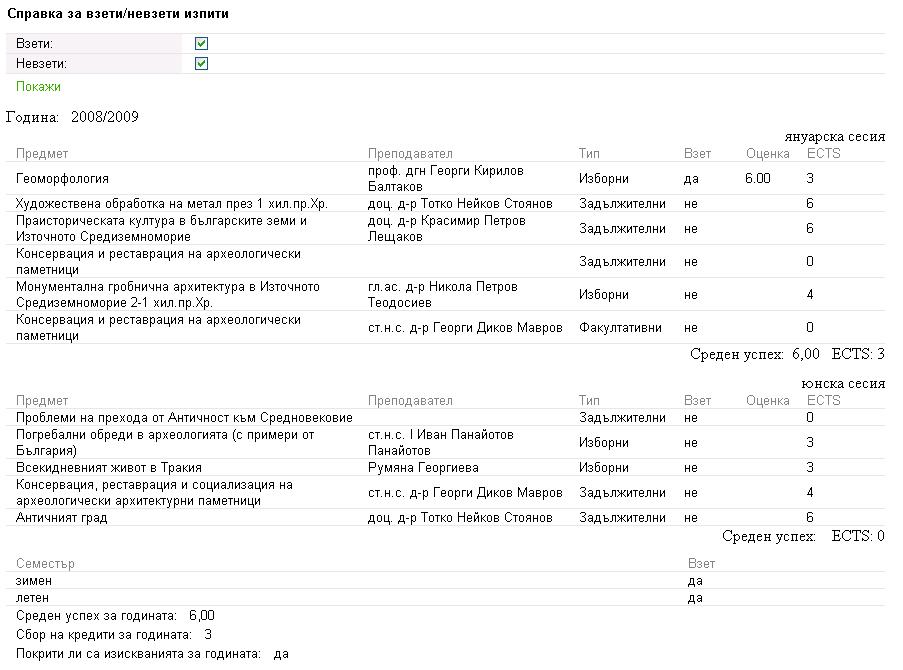 Справка за взети/невзети изпити
Взети:
Невзети:
Покажи
Година: 2008/2009
януарска сесия
Предмет Преподавател Тип Взет Оценка ECTS
Геоморфология проф. дгн Георги Кирилов Балтаков Изборни да 6.00 3
Художествена обработка на метал през 1 хил.пр.Хр. доц. д-р Тотко Нейков Стоянов Задължителни не 6
Праисторическата култура в българските земи и Източното Средиземноморие доц. д-р Красимир Петров Лещаков Задължителни не 6
Консервация и реставрация на археологически паметници Задължителни не 0
Монументална гробнична архитектура в Източното Средиземноморие 2-1 хил.пр.Хр. гл.ас. д-р Никола Петров Теодосиев Изборни не 4
Консервация и реставрация на археологически паметници ст.н.с. д-р Георги Диков Мавров Факултативни не 0
Среден успех: 6,00 ECTS: 3
юнска сесия
Предмет Преподавател Тип Взет Оценка ECTS
Проблеми на прехода от Античност към Средновековие Задължителни не 0
Погребални обреди в археологията (с примери от България) ст.н.с. I Иван Панайотов Панайотов Изборни не 3
Всекидневният живот в Тракия Румяна Георгиева Изборни не 3
Консервация, реставрация и социализация на археологически архитектурни паметници ст.н.с. д-р Георги Диков Мавров Задължителни не 4
Античният град доц. д-р Тотко Нейков Стоянов Задължителни не 6
Среден успех: ECTS: 0
Семестър Взет
зимен да
летен да
Среден успех за годината: 6,00
Сбор на кредити за годината: 3
Покрити ли са изискванията за годината: да